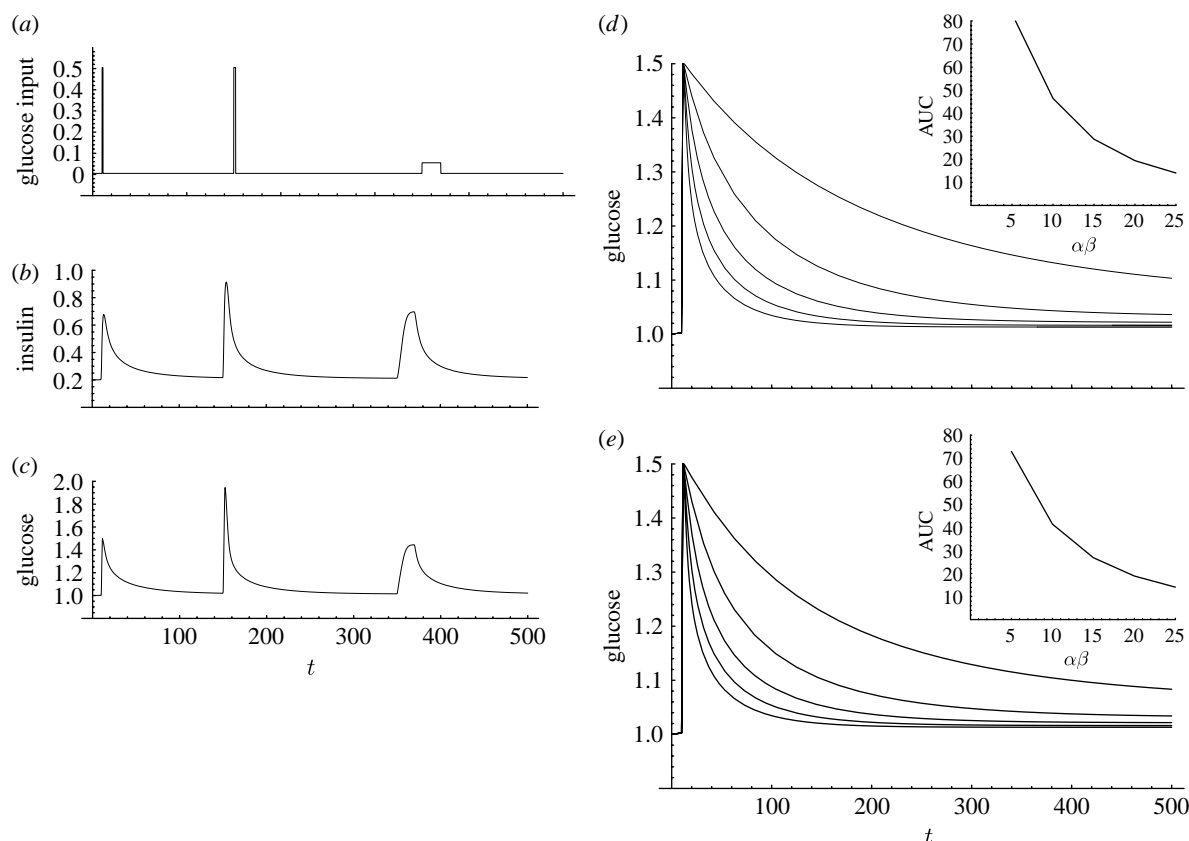 (a)
0.5
0.4
0.3
0.2
0.1
0
glucose input
(b)
1.0
0.8
0.6
0.4
0.2
insulin
(c)
2.0
1.8
1.6
1.4
1.2
1.0
glucose
100 200 300 400 500
t
(d)
1.5
1.4
1.3
1.2
1.1
1.0
glucose
80
70
60
50
40
30
20
10
AUC
5 10 15 20 25
αβ
(e)
1.5
1.4
1.3
1.2
1.1
1.0
glucose
80
70
60
50
40
30
20
10
AUC
5 10 15 20 25
αβ
100 200 300 400 500
t